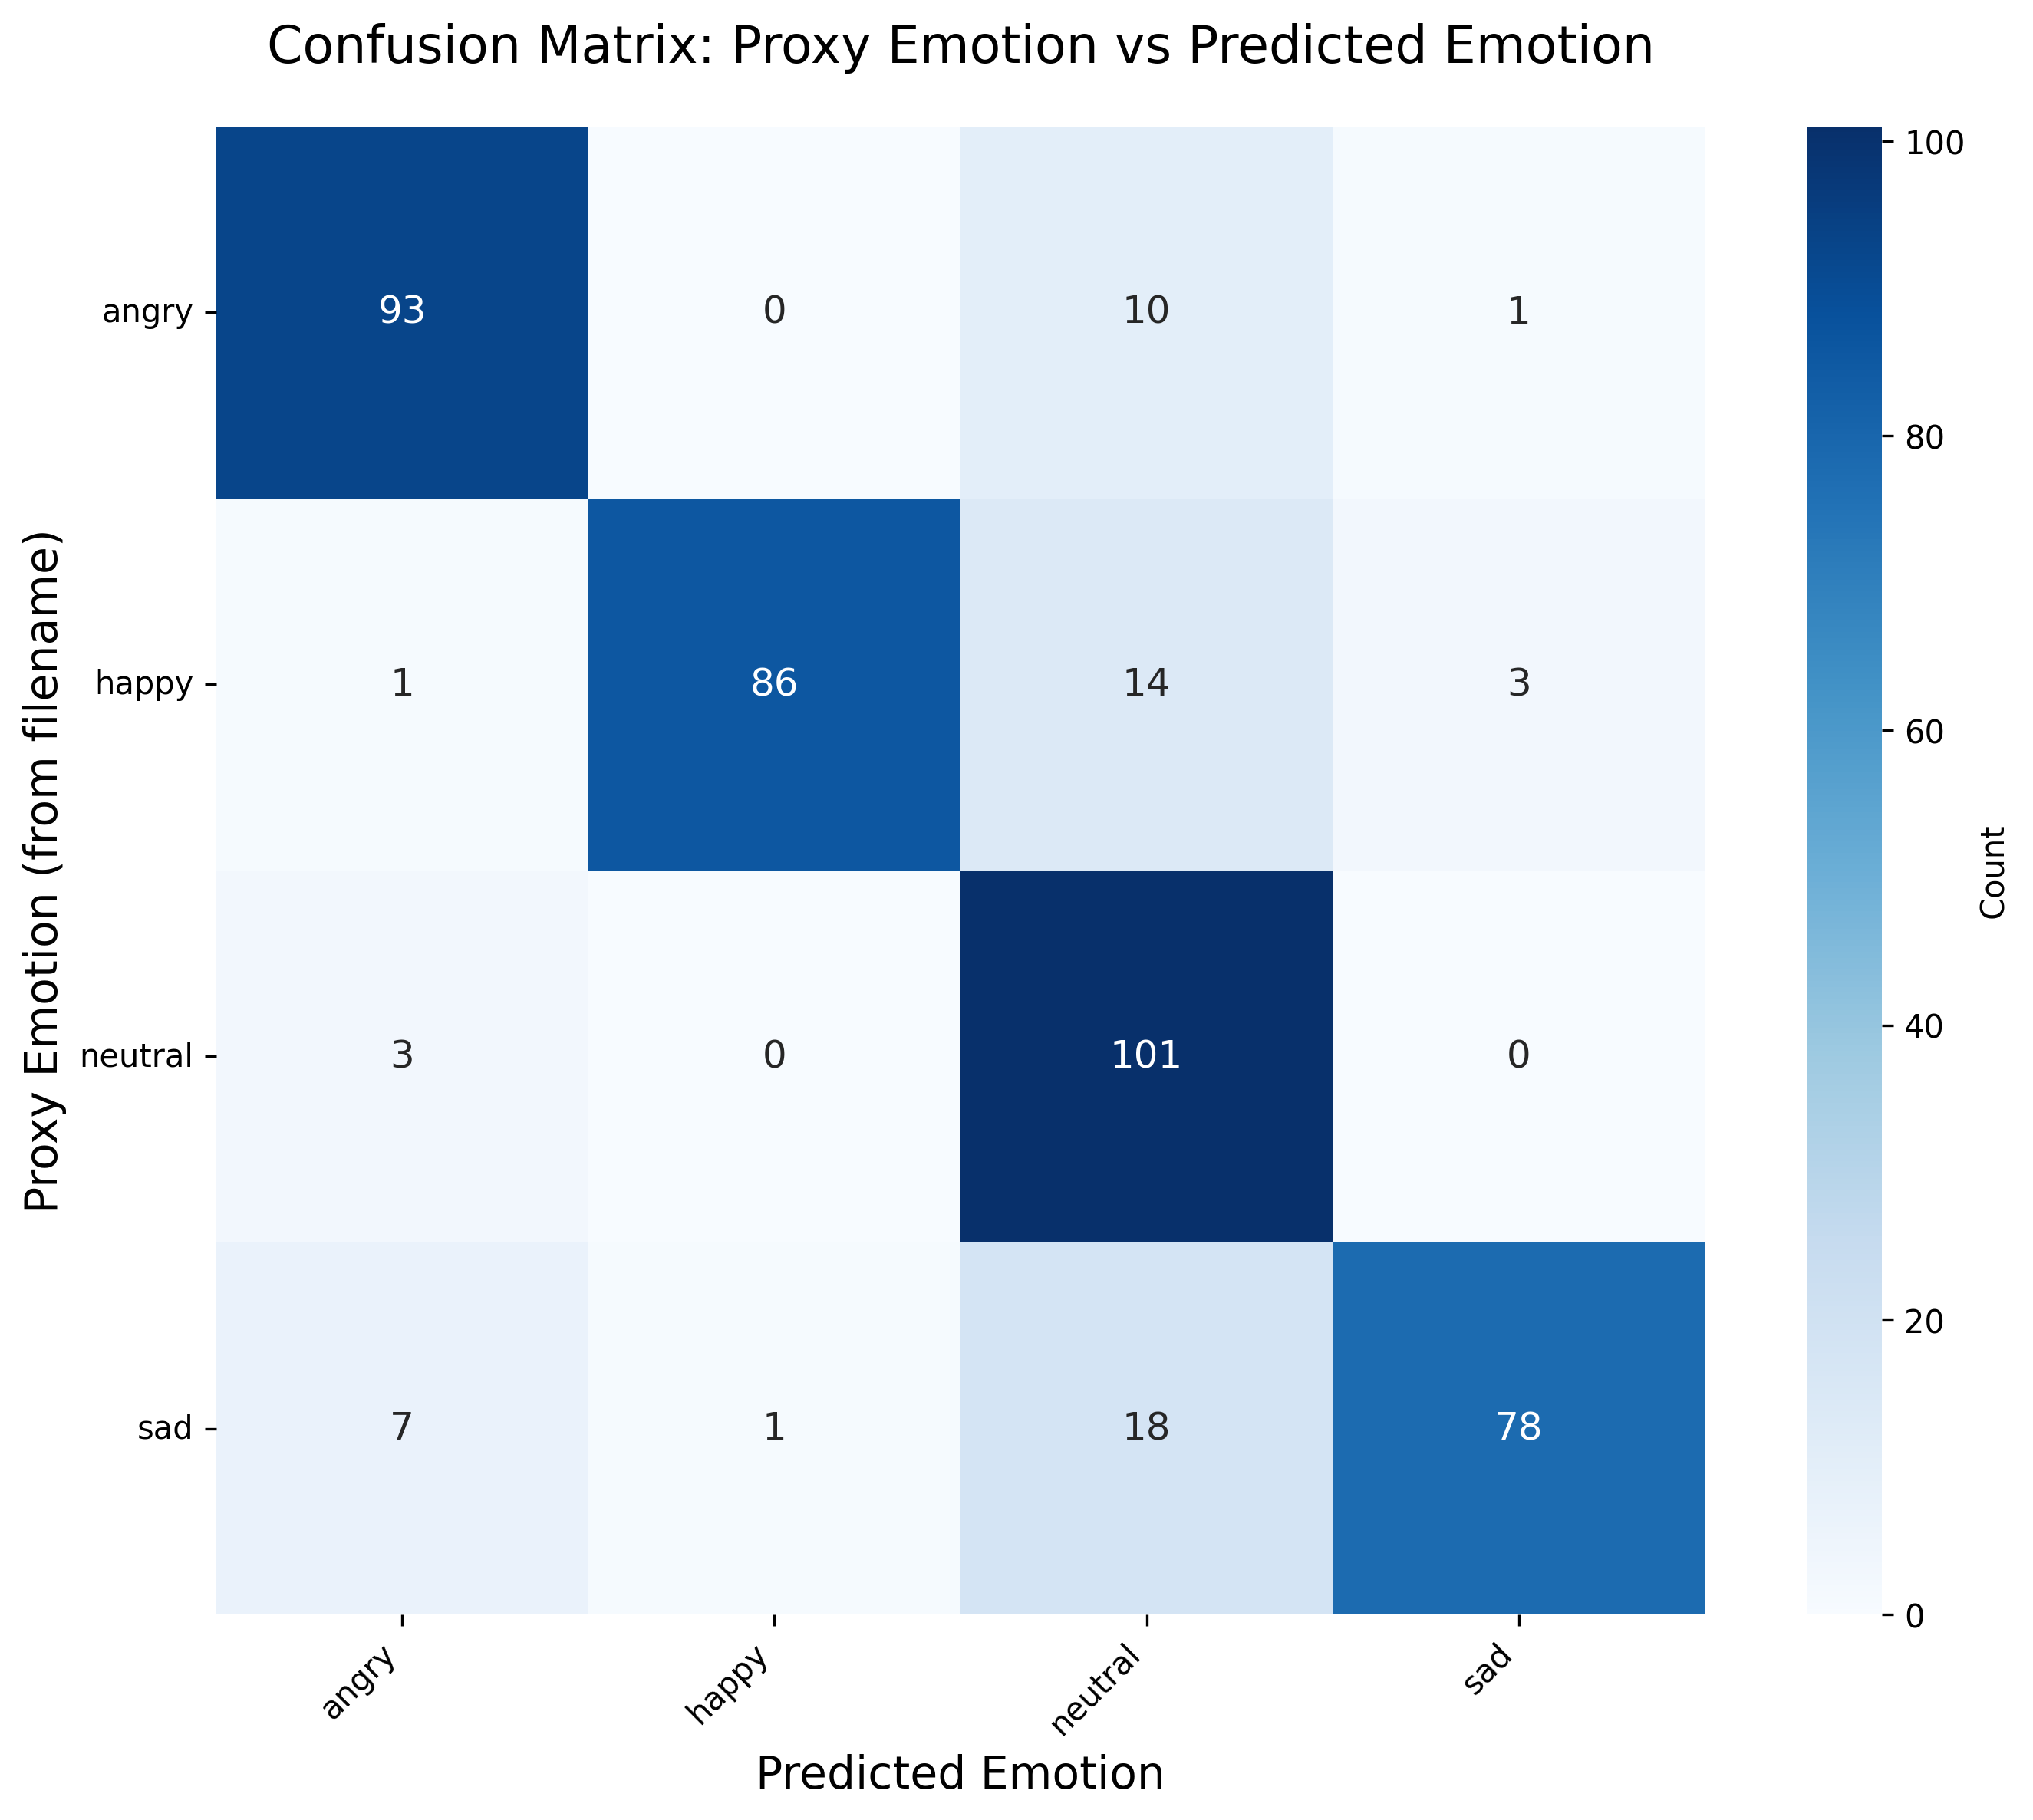 Confusion Matrix: Proxy Emotion vs Predicted Emotion
Proxy Emotion (from filename)
angry
93
0
10
1
happy
1
86
14
3
neutral
3
0
101
0
sad
7
1
18
78
angry
happy
neutral
sad
Predicted Emotion
100
80
60
40
20
0
Count